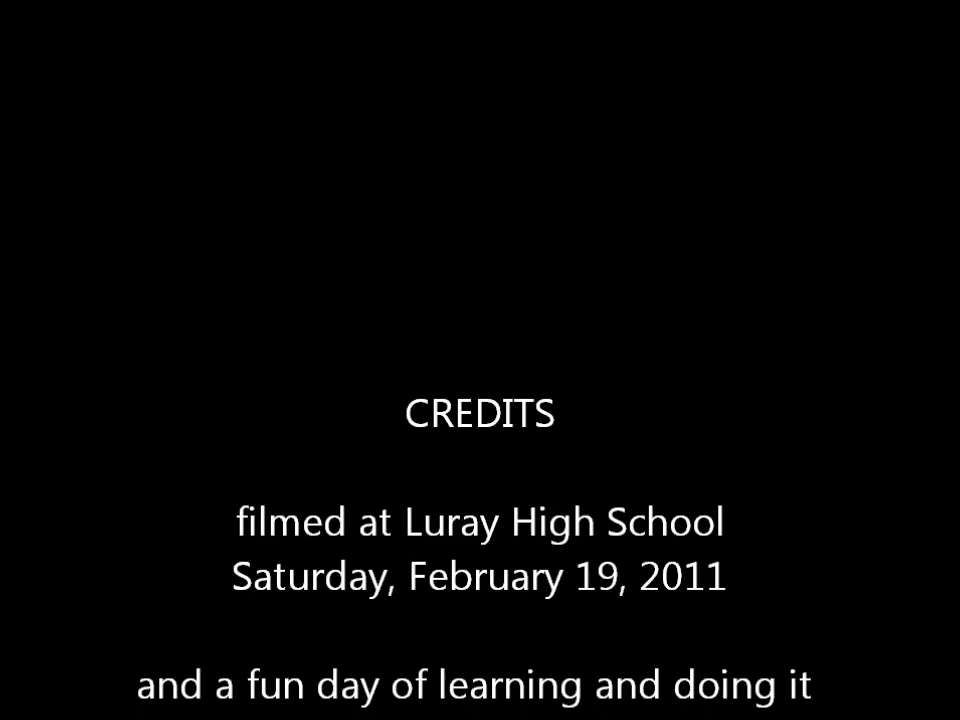 CREDITS
filmed at Luray High School
Saturday, February 19, 2011
and a fun day of learning and doing it